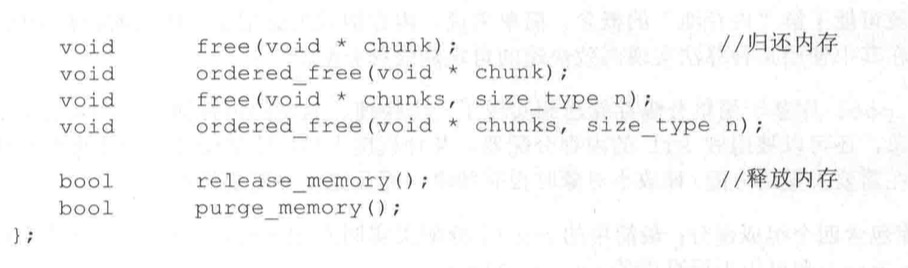 void free(void * chunk); //归还内存
void ordered_free(void * chunk);
void free(void * chunks, size_type n);
void ordered_free(void * chunks, size_type n);
bool release_memory(); //释放内存
bool purge_memory();
};